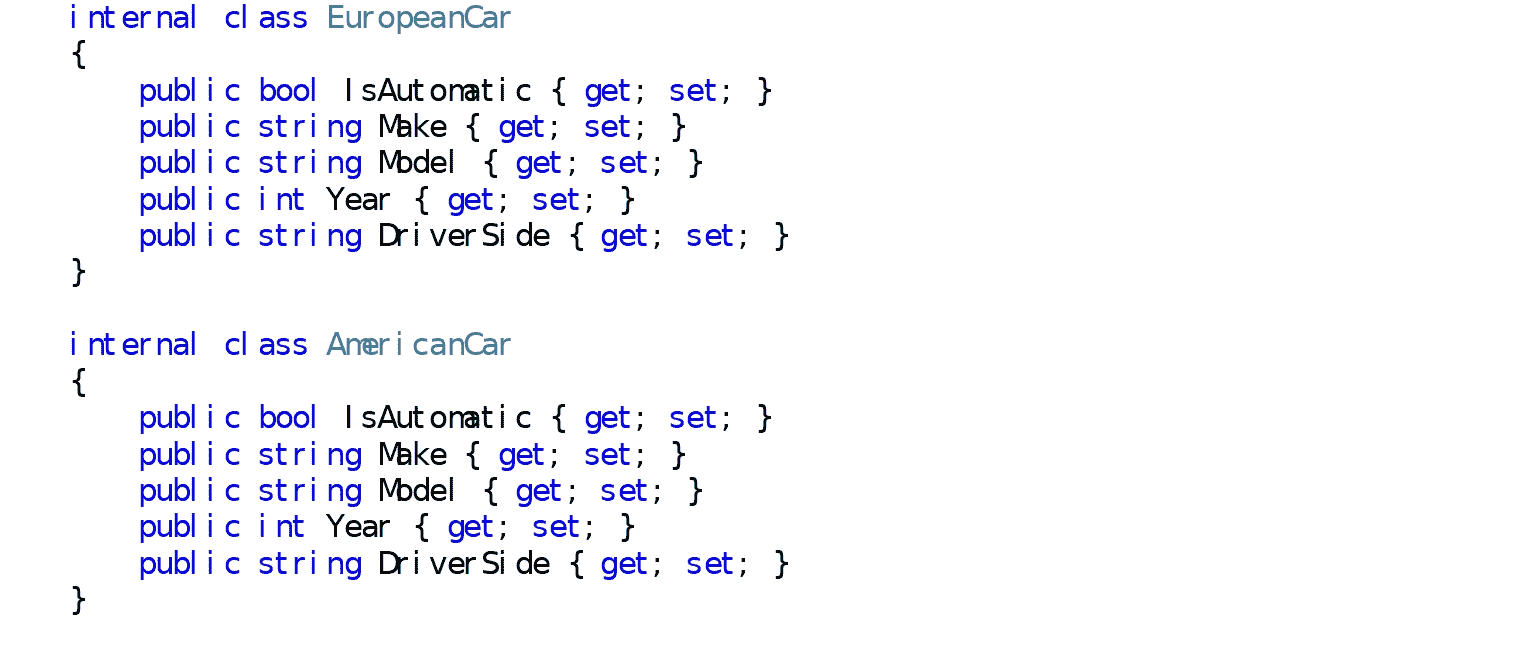 internal class EuropeanCar
{
    public bool IsAutomatic { get; set; }
    public string Make { get; set; }
    public string Model { get; set; }
    public int Year { get; set; }
    public string DriverSide { get; set; }
}

internal class AmericanCar
{
    public bool IsAutomatic { get; set; }
    public string Make { get; set; }
    public string Model { get; set; }
    public int Year { get; set; }
    public string DriverSide { get; set; }
}